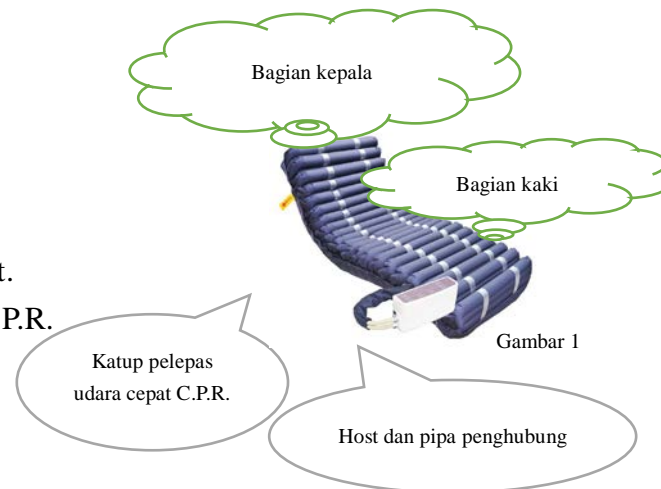 Bagian kepala
Bagian kaki
t.
P.R.
Gambar 1
Katup pelepas
udara cepat C.P.R.
Host dan pipa penghubung